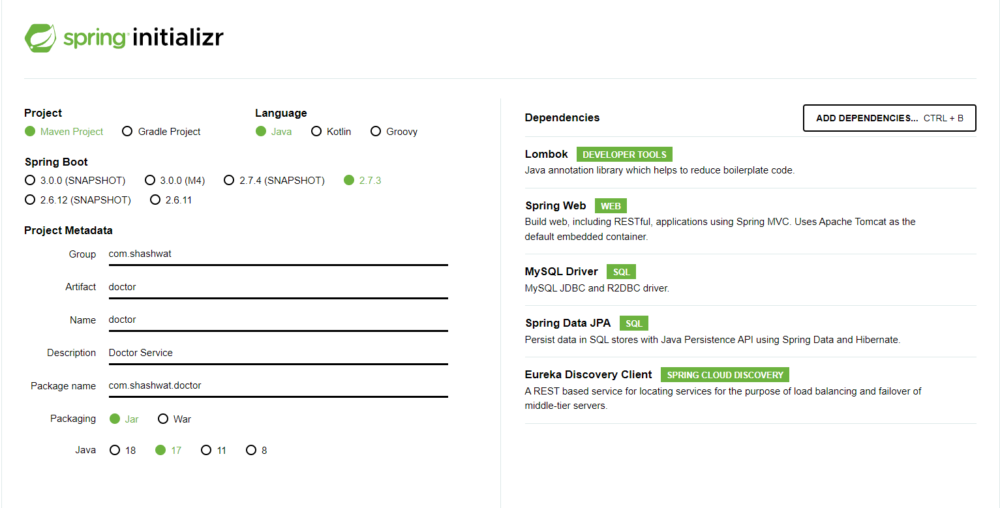 spring initializr
Project
Maven Project Gradle Project
Language
Java Kotlin Groovy
Spring Boot
3.0.0 (SNAPSHOT) 3.0.0 (M4) 2.7.4 (SNAPSHOT) 2.7.3
2.6.12 (SNAPSHOT) 2.6.11
Project Metadata
Group com.shashwat
Artifact doctor
Name doctor
Description Doctor Service
Package name com.shashwat.doctor
Packaging Jar War
Java 18 17 11 8
Dependencies ADD DEPENDENCIES... CTRL + B
Lombok DEVELOPER TOOLS
Java annotation library which helps to reduce boilerplate code.
Spring Web WEB
Build web, including RESTful, applications using Spring MVC. Uses Apache Tomcat as the
default embedded container.
MySQL Driver SQL
MySQL JDBC and R2DBC driver.
Spring Data JPA SQL
Persist data in SQL stores with Java Persistence API using Spring Data and Hibernate.
Eureka Discovery Client SPRING CLOUD DISCOVERY
A REST based service for locating services for the purpose of load balancing and failover of
middle-tier servers.